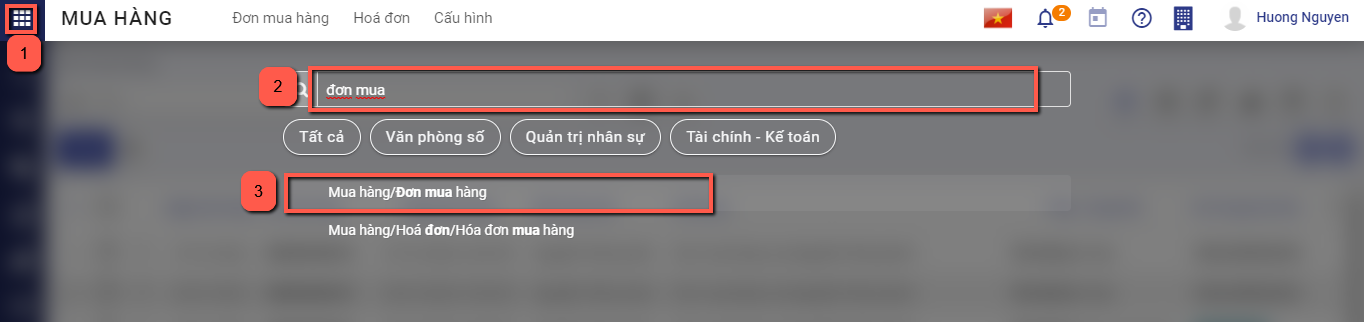 MUA HÀNG Đơn mua hàng Hoá đơn Cấu hình 2 Huong Nguyen
1
2 đơn mua
Tất cả Văn phòng số Quản trị nhân sự Tài chính - Kế toán
3 Mua hàng/Đơn mua hàng
Mua hàng/Hoá đơn/Hóa đơn mua hàng